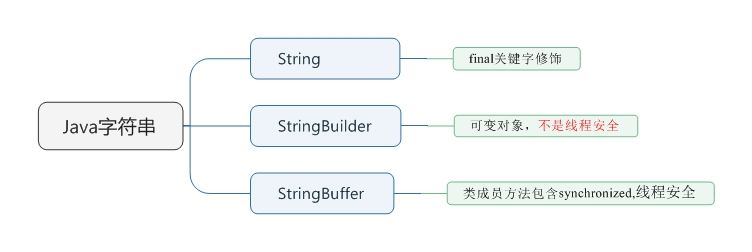 Java字符串
String
final关键字修饰
StringBuilder
可变对象，不是线程安全
StringBuffer
类成员方法包含synchronized,线程安全